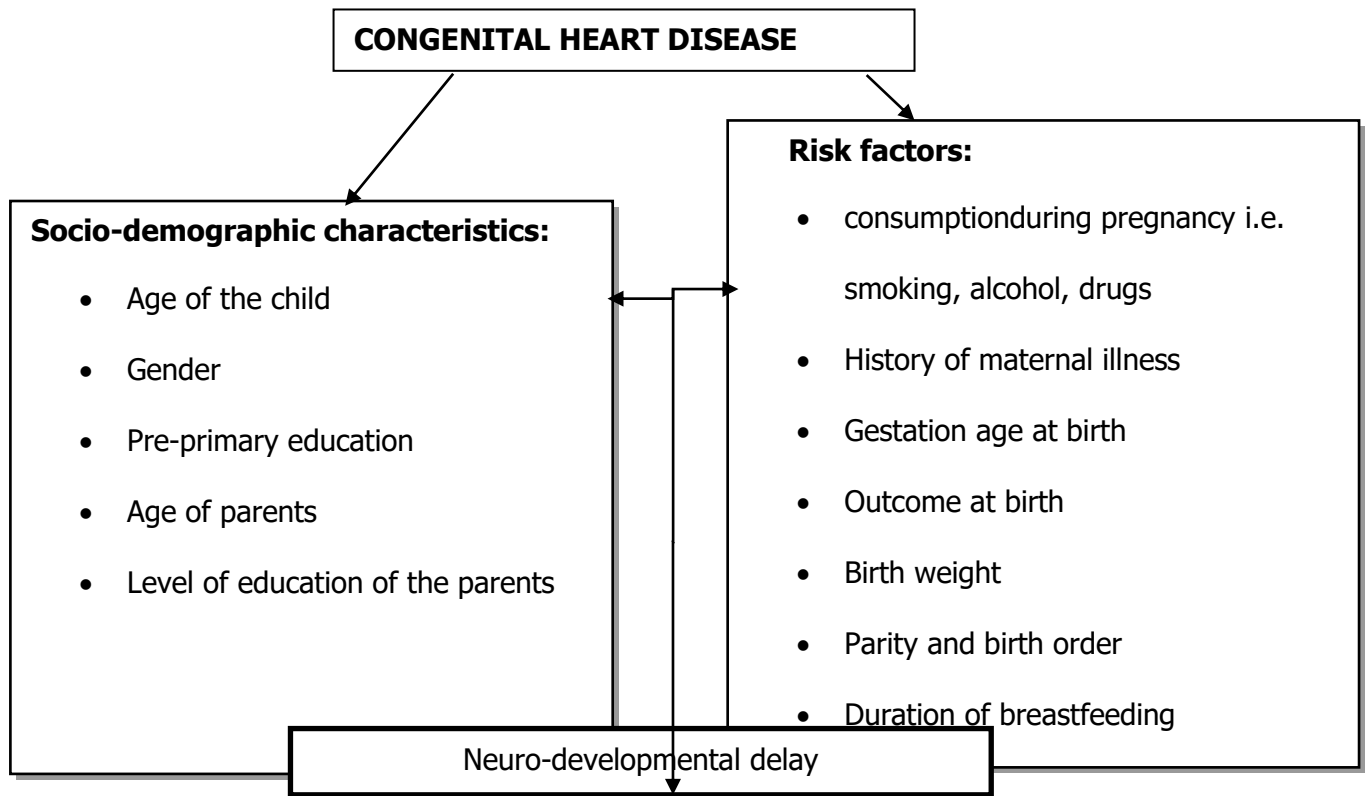 CONGENITAL HEART DISEASE
Socio-demographic characteristics:
• Age of the child
• Gender
• Pre-primary education
• Age of parents
• Level of education of the parents
Risk factors:
• consumptionduring pregnancy i.e.
smoking, alcohol, drugs
• History of maternal illness
• Gestation age at birth
• Outcome at birth
• Birth weight
• Parity and birth order
• Duration of breastfeeding
Neuro-developmental delay